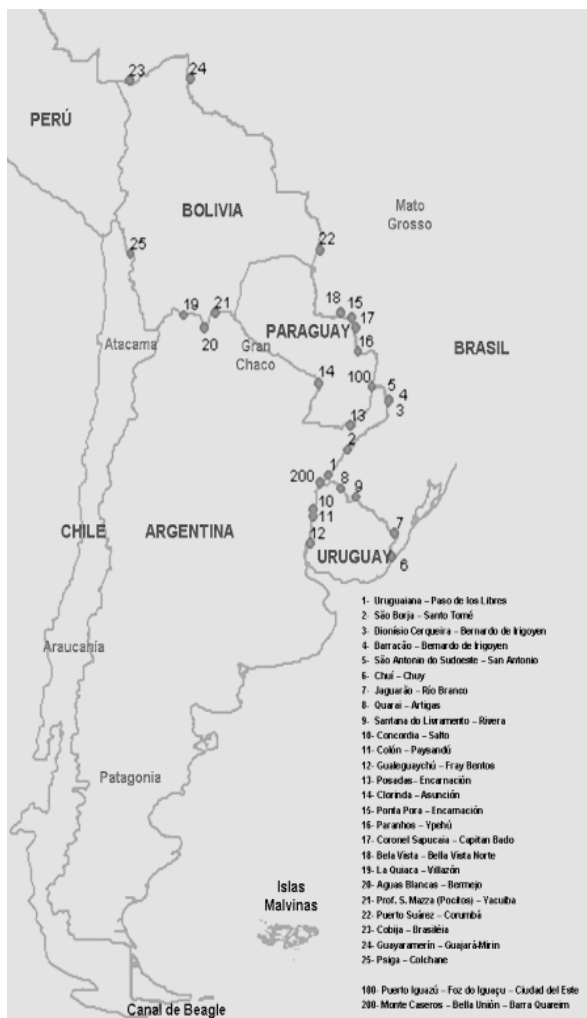 23
24
PERÚ
BOLIVIA
Mato
Grosso
22
25
19
21
18
15
17
PARAGUAY
20
Atacama
Gran
Chaco
16
BRASIL
14
100
5
4
3
13
2
1
200
8
9
10
11
CHILE
ARGENTINA
7
12
URUGUAY
6
1- Uruguaiana – Paso de los Libres
2- São Borja – Santo Tomé
3- Dionísio Cerqueira – Bernardo de Irigoyen
4- Barracão – Bernardo de Irigoyen
5- São Antonio do Sudoeste – San Antonio
6- Chuí – Chuy
7- Jaguarão – Río Branco
8- Quarai – Artigas
9- Santana do Livramento – Rivera
10- Concordia – Salto
11- Colón – Paysandú
12- Gualeguaychú – Fray Bentos
13- Posadas – Encarnación
14- Clorinda – Asunción
15- Ponta Pora – Encarnación
16- Paranhos – Ypehú
17- Coronel Sapucaia – Capitan Bado
18- Bela Vista – Bella Vista Norte
19- La Quiaca – Villazón
20- Aguas Blancas – Bermejo
21- Prof. S. Mazza (Pocitos) – Yacuiba
22- Puerto Suárez – Corumbá
23- Cobija – Brasiléia
24- Guayaramerín – Guajará-Mirin
25- Psiga – Colchane
100- Puerto Iguazú – Foz do Iguaçu – Ciudad del Este
200- Monte Caseros – Bella Unión – Barra Quareim
Araucanía
Patagonia
Islas
Malvinas
Canal de Beagle